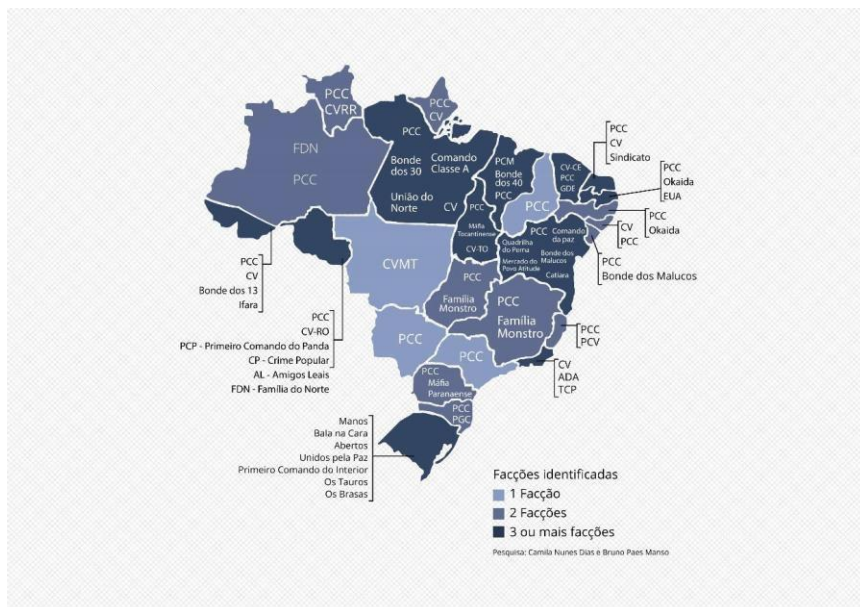 PCC
CVRR
PCC
CV
FDN
PCC
PCC
Bonde
dos 30
Comando
Classe A
União do
Norte
CV
PCM
Bonde
dos 40
PCC
PCC
CV-CE
PCC
GDE
PCC
CV
Sindicato
PCC
Okaida
EUA
PCC
Okaida
CV
PCC
PCC
Bonde dos Malucos
PCC
Máfia
Tocantinense
CV-TO
PCC
Comando
da paz
Quadrilha
do Perna
Bonde dos
Malucos
Mercado do
Povo Atitude
Catiara
CVMT
PCC
Família
Monstro
PCC
Família
Monstro
PCC
PCV
CV
ADA
TCP
PCC
PCC
PCC
Máfia
Paranaense
PCC
PGC
PCC
CV
Bonde dos 13
Ifara
PCC
CV-RO
PCP - Primeiro Comando do Panda
CP - Crime Popular
AL - Amigos Leais
FDN - Família do Norte
Manos
Bala na Cara
Abertos
Unidos pela Paz
Primeiro Comando do Interior
Os Tauros
Os Brasas
Facções identificadas
1 Facção
2 Facções
3 ou mais facções
Pesquisa: Camila Nunes Dias e Bruno Paes Manso